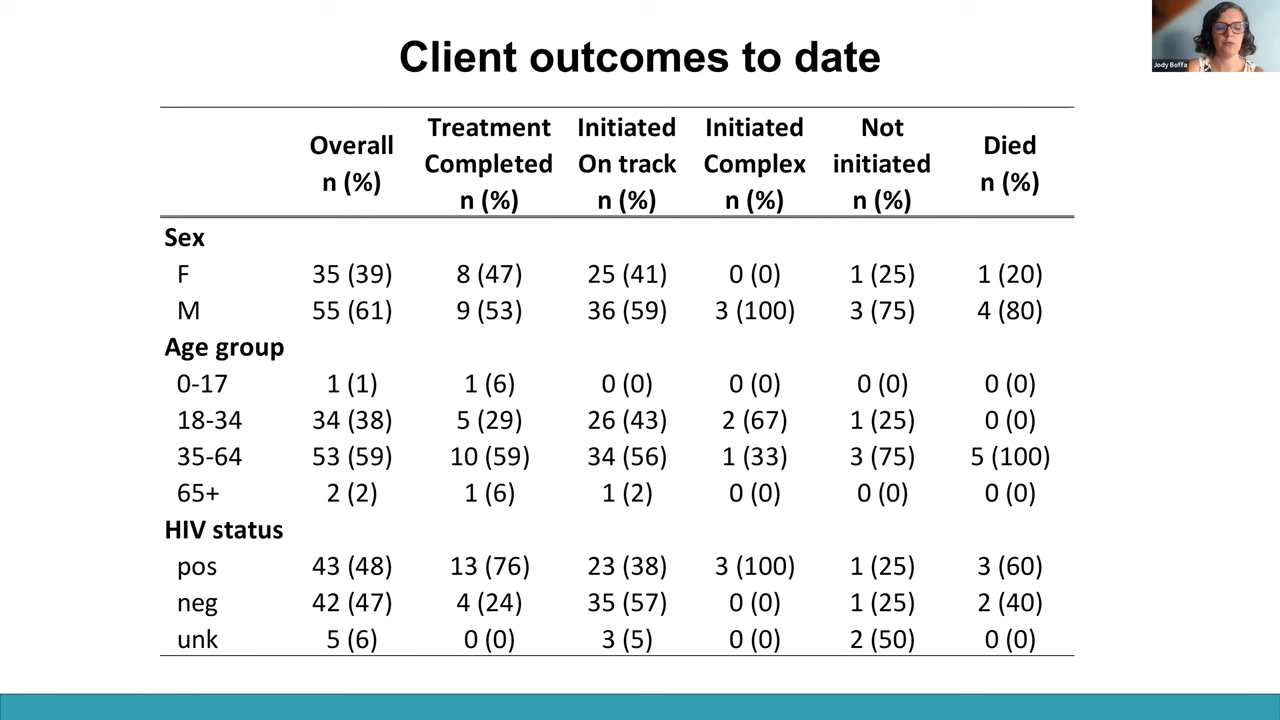 Client outcomes to date
Jody Boffa
Overall n (%) Treatment Completed n (%) Initiated On track n (%) Initiated Complex n (%) Not initiated n (%) Died n (%)
Sex
F 35 (39) 8 (47) 25 (41) 0 (0) 1 (25) 1 (20)
M 55 (61) 9 (53) 36 (59) 3 (100) 3 (75) 4 (80)
Age group
0-17 1 (1) 1 (6) 0 (0) 0 (0) 0 (0) 0 (0)
18-34 34 (38) 5 (29) 26 (43) 2 (67) 1 (25) 0 (0)
35-64 53 (59) 10 (59) 34 (56) 1 (33) 3 (75) 5 (100)
65+ 2 (2) 1 (6) 1 (2) 0 (0) 0 (0) 0 (0)
HIV status
pos 43 (48) 13 (76) 23 (38) 3 (100) 1 (25) 3 (60)
neg 42 (47) 4 (24) 35 (57) 0 (0) 1 (25) 2 (40)
unk 5 (6) 0 (0) 3 (5) 0 (0) 2 (50) 0 (0)